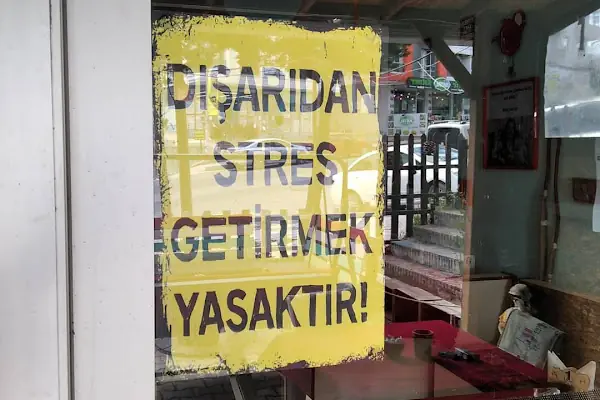 DIŞARIDAN
STRES
GETİRMEK
YASAKTIR!